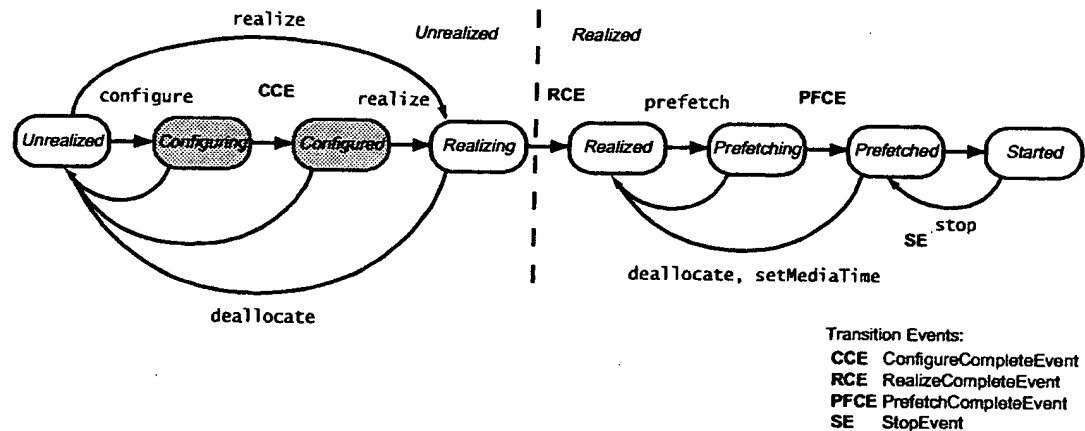 realize
Unrealized
Realized
configure
CCE
realize
RCE
prefetch
PFCE
Unrealized
Configuring
Configured
Realizing
Realized
Prefetching
Prefetched
Started
stop
SE
deallocate, setMediaTime
deallocate
Transition Events:
CCE ConfigureCompleteEvent
RCE RealizeCompleteEvent
PFCE PrefetchCompleteEvent
SE StopEvent